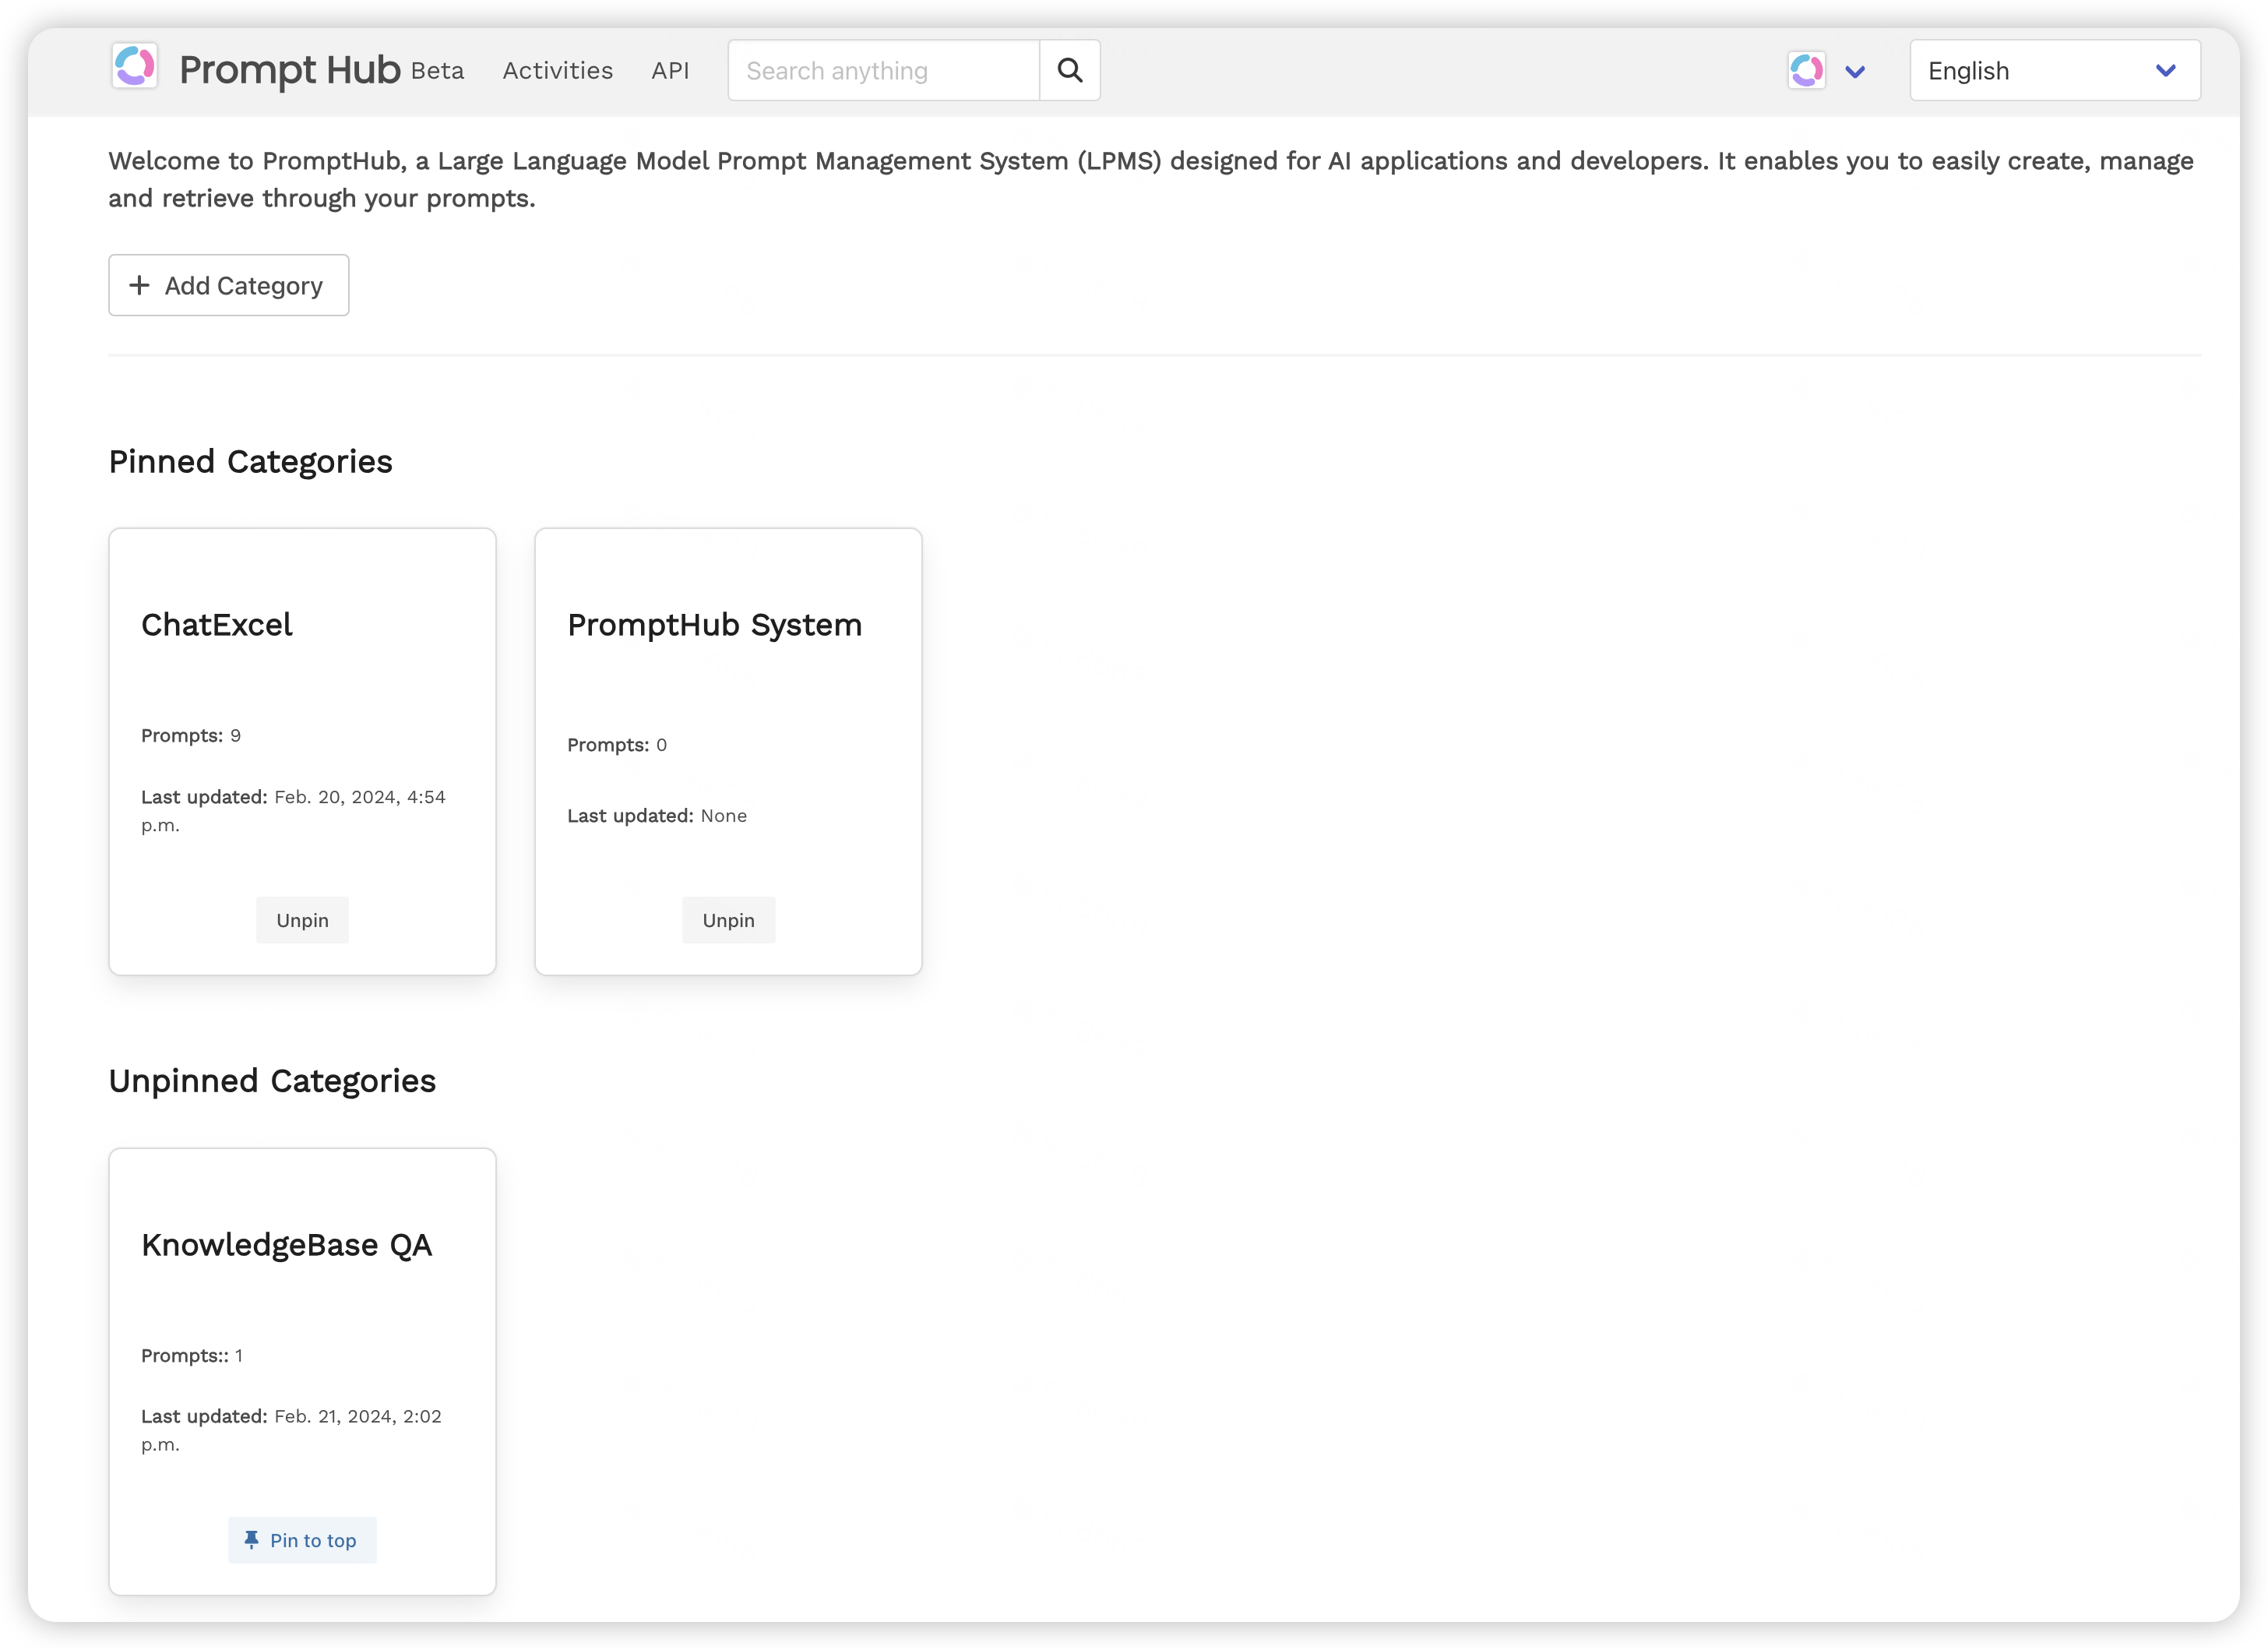 Prompt Hub Beta Activities API Search anything English
Welcome to PromptHub, a Large Language Model Prompt Management System (LPMS) designed for AI applications and developers. It enables you to easily create, manage
and retrieve through your prompts.
+ Add Category
Pinned Categories
ChatExcel
Prompts: 9
Last updated: Feb. 20, 2024, 4:54
p.m.
Unpin
PromptHub System
Prompts: 0
Last updated: None
Unpin
Unpinned Categories
KnowledgeBase QA
Prompts:: 1
Last updated: Feb. 21, 2024, 2:02
p.m.
Pin to top